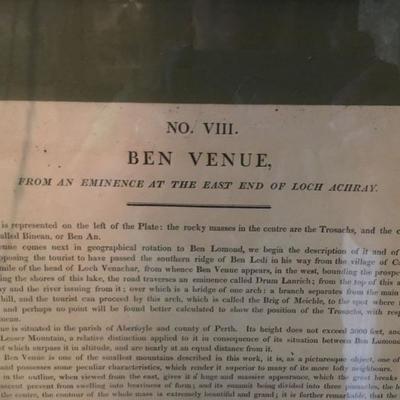 NO. VIII.
BEN VENUE,
FROM AN EMINENCE AT THE EAST END OF LOCH ACHRAY.
is represented on the left of the Plate: the rocky masses in the centre are the Trosachs, and the c
alled Binean, or Ben An.
enue comes next in geographical rotation to Ben Lomond, we begin the description of it and of
pposing the tourist to have passed the southern ridge of Ben Ledi in his way from the village of C
mile of the head of Loch Venachar, from whence Ben Venue appears, in the west, bounding the prospe
ing the shores of this lake, the road traverses an eminence called Drum Lanrich; from the top of this a
ay and the river issuing from it; over which is a bridge of one arch: a branch separates from the main
hill, and the tourist can proceed by this arch, which is called the Brig of Meichle, to the spot where
and perhaps no point will be found better calculated to show the position of the Trosachs, with resp
nment.
ue is situated in the parish of Aberfoyle and county of Perth. Its height does not exceed 3000 feet, and
Lesser Mountain, a relative distinction applied to it in consequence of its situation between Ben Lomond
of which surpass it in altitude, and are nearly at an equal distance from it.
Ben Venue is one of the smallest mountains described in this work, it is, as a picturesque object, one of
and possesses some peculiar characteristics, which render it superior to many of its more lofty neighbours.
in the outline, when viewed from the east, gives it a huge and massive appearance, which the great breaks
ascent prevent from swelling into heaviness of form; and its summit being divided into three pinnacles, the
the centre, the contour of the whole mass is extremely beautiful and grand; it is further remarkable, that the